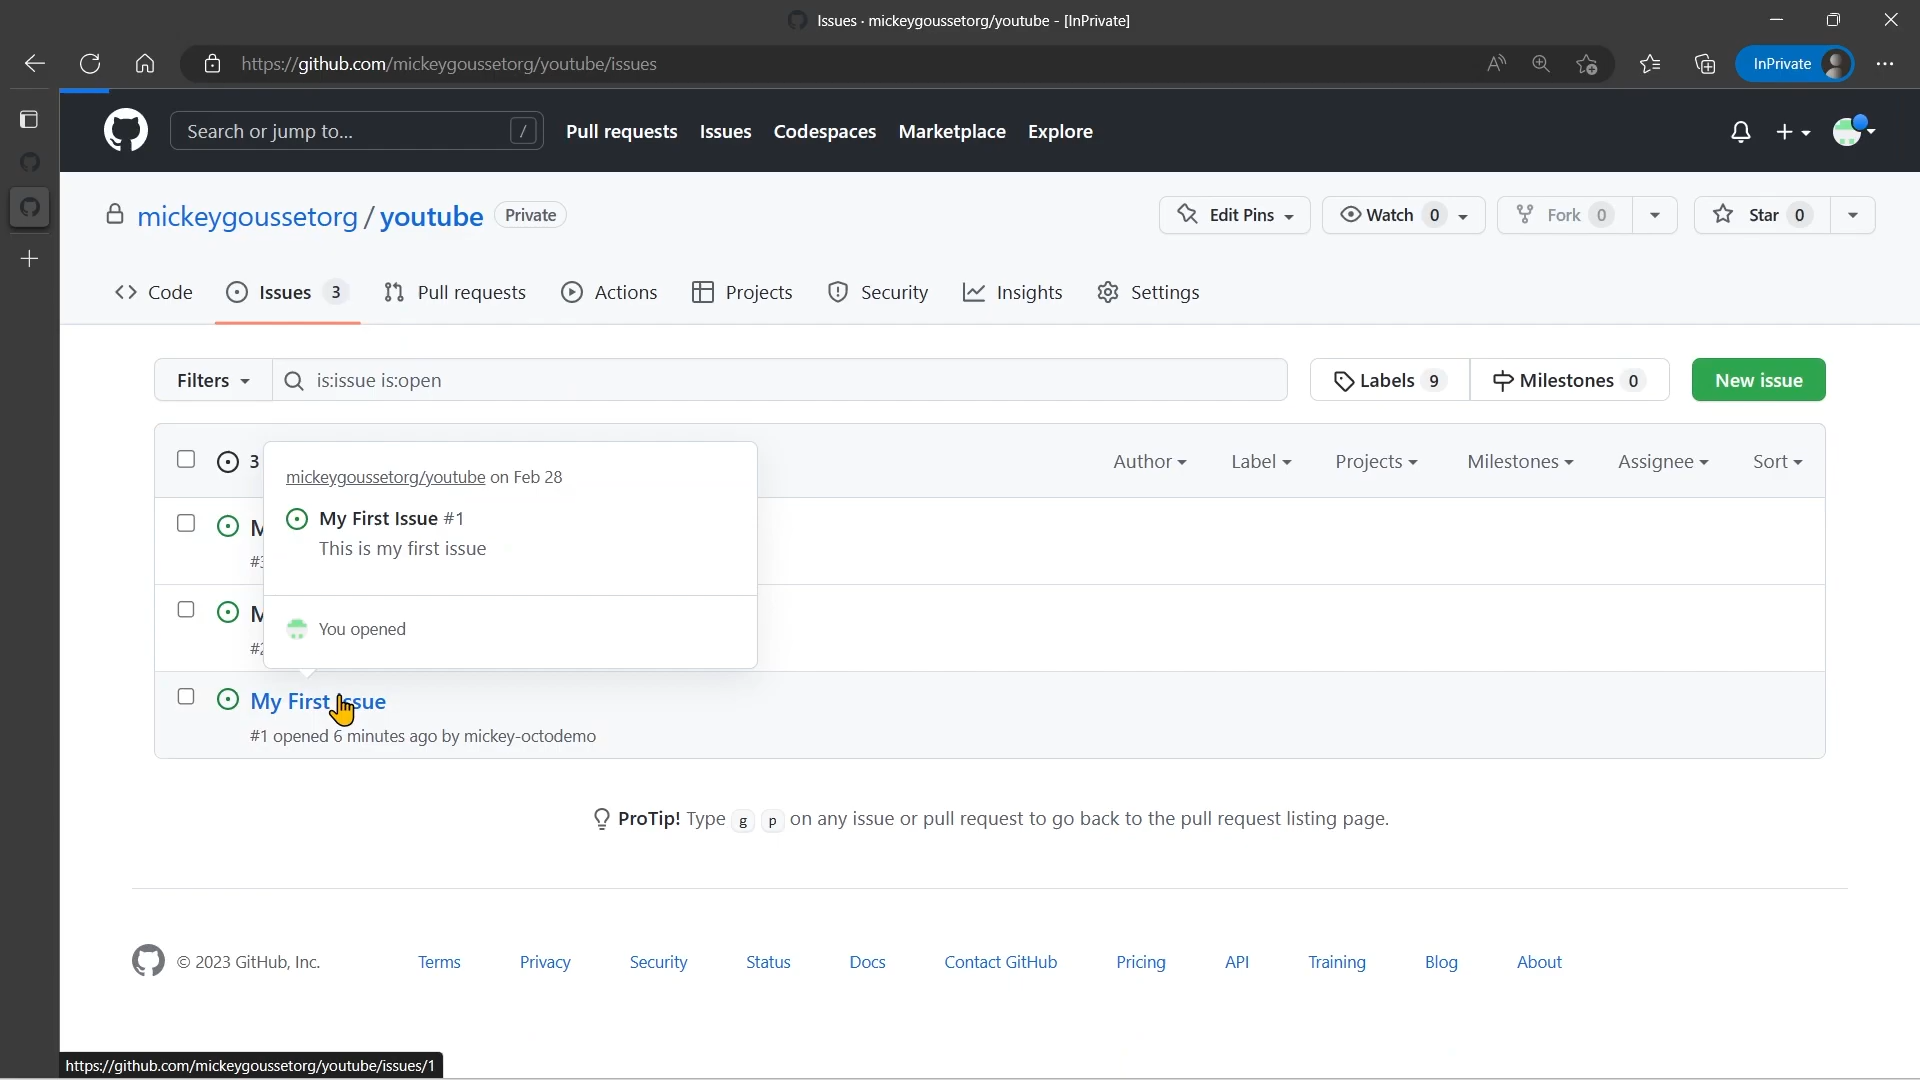 Issues · mickeygoussetorg/youtube - [InPrivate]
https://github.com/mickeygoussetorg/youtube/issues
InPrivate
Search or jump to... /
Pull requests Issues Codespaces Marketplace Explore
mickeygoussetorg / youtube Private
Edit Pins Watch 0 Fork 0 Star 0
Code Issues 3 Pull requests Actions Projects Security Insights Settings
Filters is:issue is:open Labels 9 Milestones 0 New issue
3 Author Label Projects Milestones Assignee Sort
mickeygoussetorg/youtube on Feb 28
My First Issue #1
This is my first issue
You opened
My First Issue
#1 opened 6 minutes ago by mickey-octodemo
ProTip! Type g p on any issue or pull request to go back to the pull request listing page.
© 2023 GitHub, Inc. Terms Privacy Security Status Docs Contact GitHub Pricing API Training Blog About
https://github.com/mickeygoussetorg/youtube/issues/1